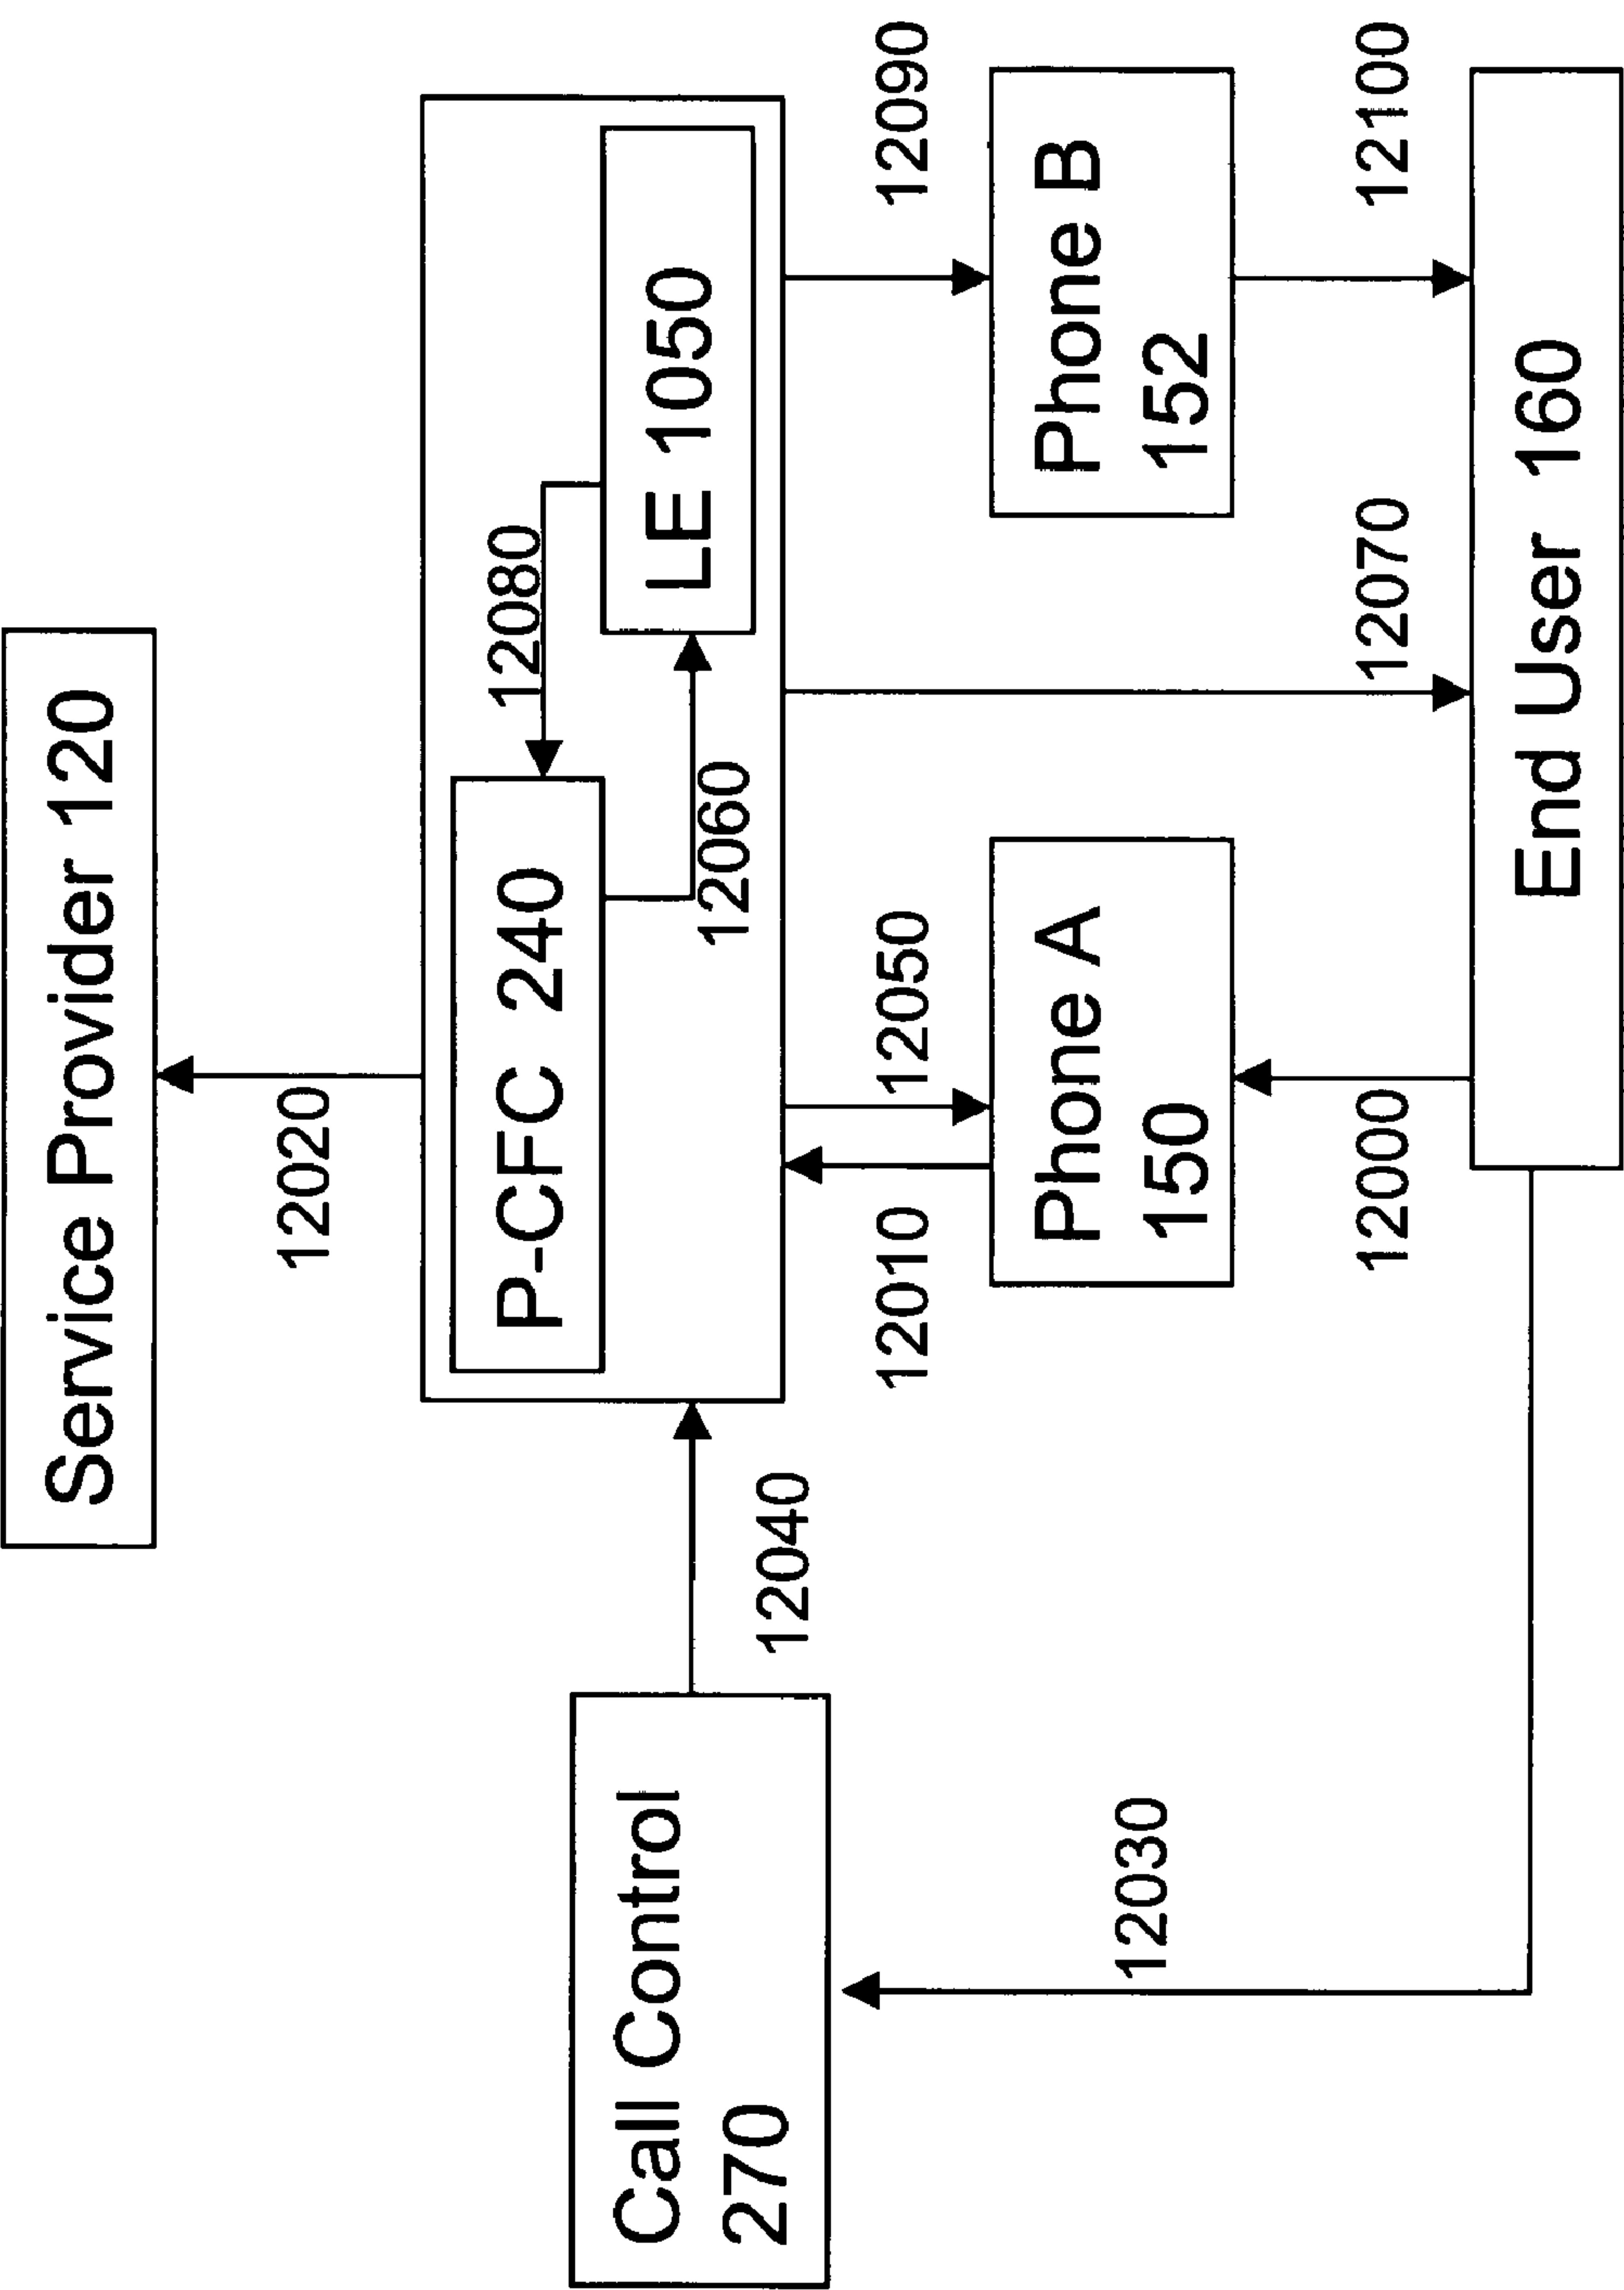 Service Provider 120
12020
P-CFC 240
12080
LE 1050
12060
12040
Call Control
270
12010
12050
12090
Phone A
150
Phone B
152
12030
12000
12070
12100
End User 160